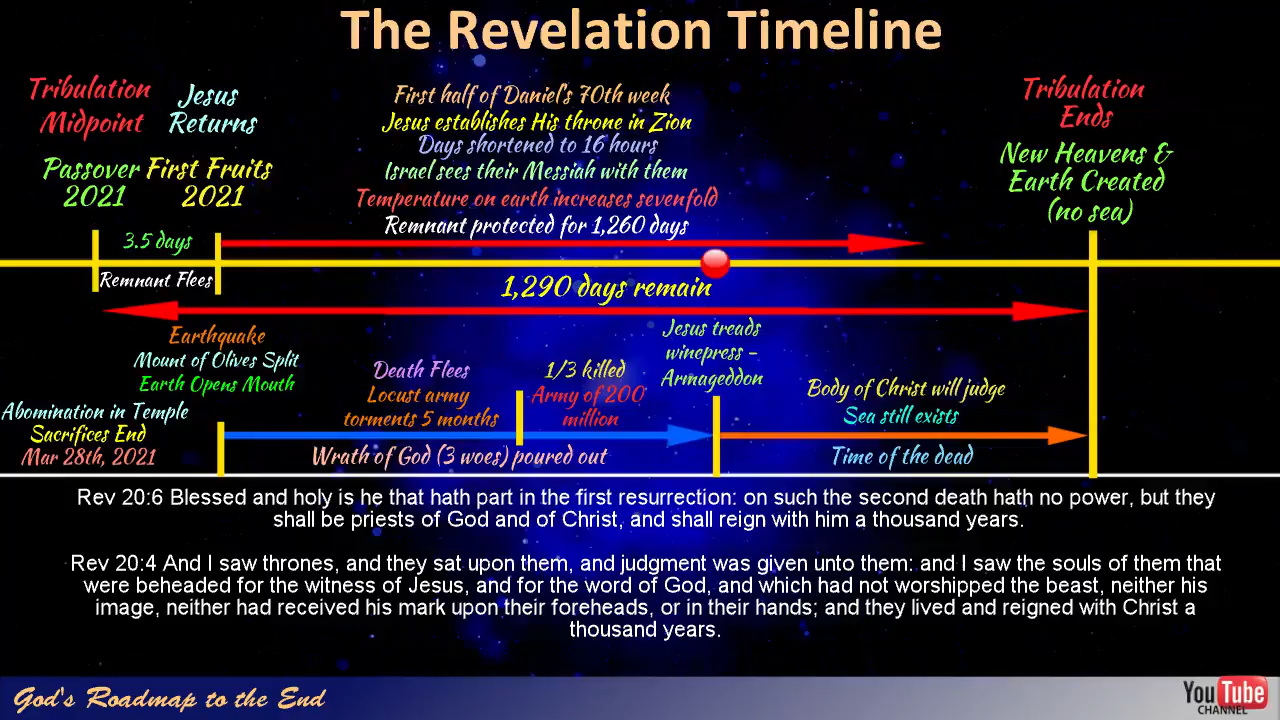 The Revelation Timeline
Tribulation
Midpoint
Jesus
Returns
Passover
2021
First Fruits
2021
First half of Daniel's 70th week
Jesus establishes His throne in Zion
Days shortened to 16 hours
Israel sees their Messiah with them
Temperature on earth increases sevenfold
Remnant protected for 1,260 days
Tribulation
Ends
New Heavens &
Earth Created
(no sea)
3.5 days
Remnant Flees
1,290 days remain
Earthquake
Mount of Olives Split
Earth Opens Mouth
Abomination in Temple
Sacrifices End
Mar 28th, 2021
Death Flees
Locust army
torments 5 months
1/3 killed
Army of 200
million
Jesus treads
winepress -
Armageddon
Body of Christ will judge
Sea still exists
Wrath of God (3 woes) poured out
Time of the dead
Rev 20:6 Blessed and holy is he that hath part in the first resurrection: on such the second death hath no power, but they
shall be priests of God and of Christ, and shall reign with him a thousand years.
Rev 20:4 And I saw thrones, and they sat upon them, and judgment was given unto them: and I saw the souls of them that
were beheaded for the witness of Jesus, and for the word of God, and which had not worshipped the beast, neither his
image, neither had received his mark upon their foreheads, or in their hands; and they lived and reigned with Christ a
thousand years.
God's Roadmap to the End
YouTube
CHANNEL